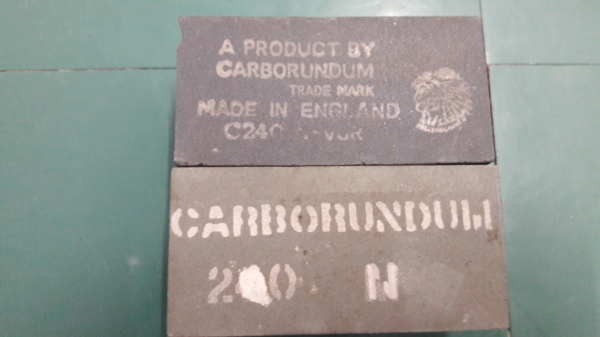 A PRODUCT BY
CARBORUNDUM
TRADE MARK
MADE IN ENGLAND
CARBORUNDUM
N